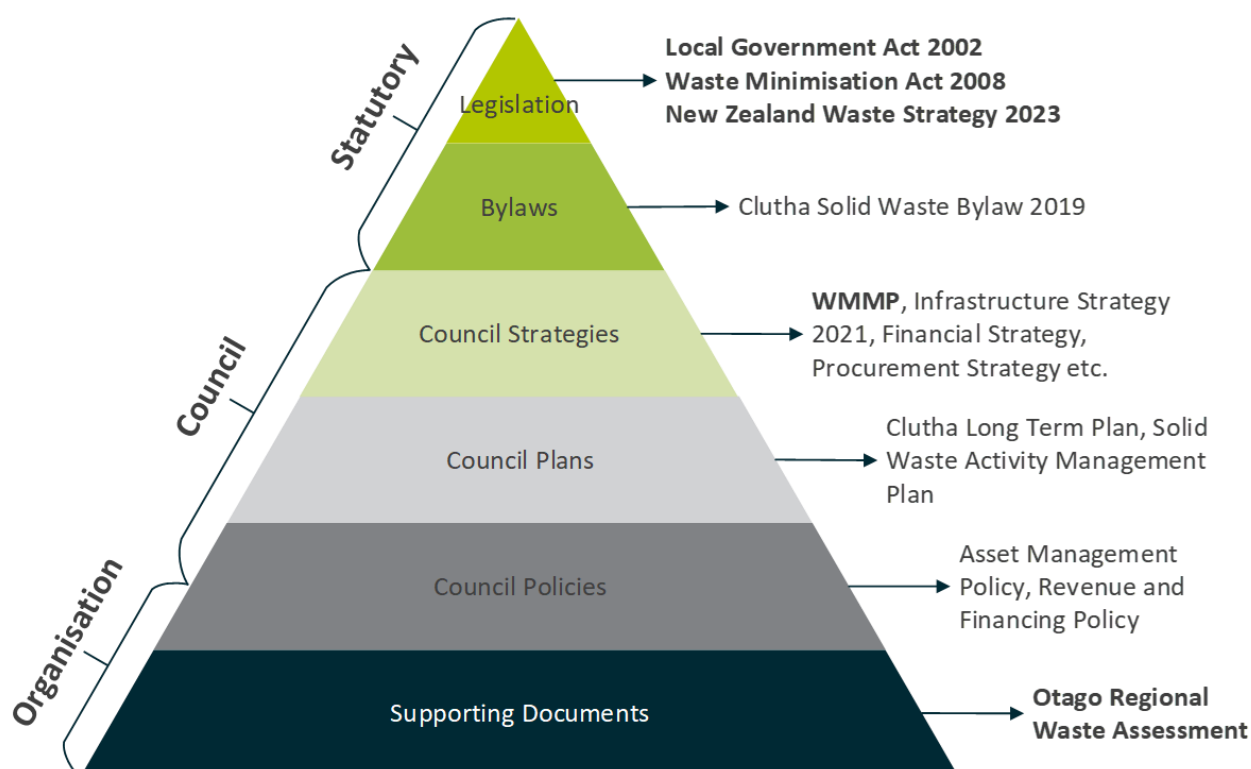 Statutory
Legislation
Local Government Act 2002
Waste Minimisation Act 2008
New Zealand Waste Strategy 2023
Bylaws
Clutha Solid Waste Bylaw 2019
Council
Council Strategies
WMMP, Infrastructure Strategy
2021, Financial Strategy,
Procurement Strategy etc.
Council Plans
Clutha Long Term Plan, Solid
Waste Activity Management
Plan
Organisation
Council Policies
Asset Management
Policy, Revenue and
Financing Policy
Supporting Documents
Otago Regional
Waste Assessment